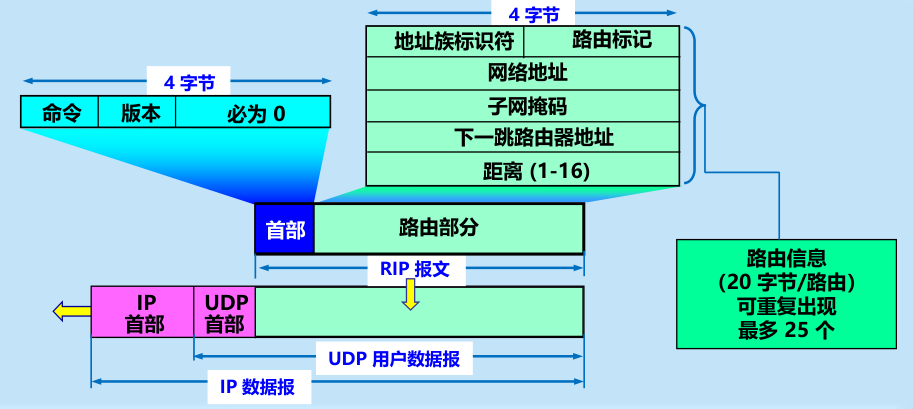 4 字节
地址族标识符
路由标记
网络地址
子网掩码
下一跳路由器地址
距离 (1-16)
4 字节
命令
版本
必为 0
首部
路由部分
RIP 报文
IP
首部
UDP
首部
UDP 用户数据报
IP 数据报
路由信息
(20 字节/路由)
可重复出现
最多 25 个